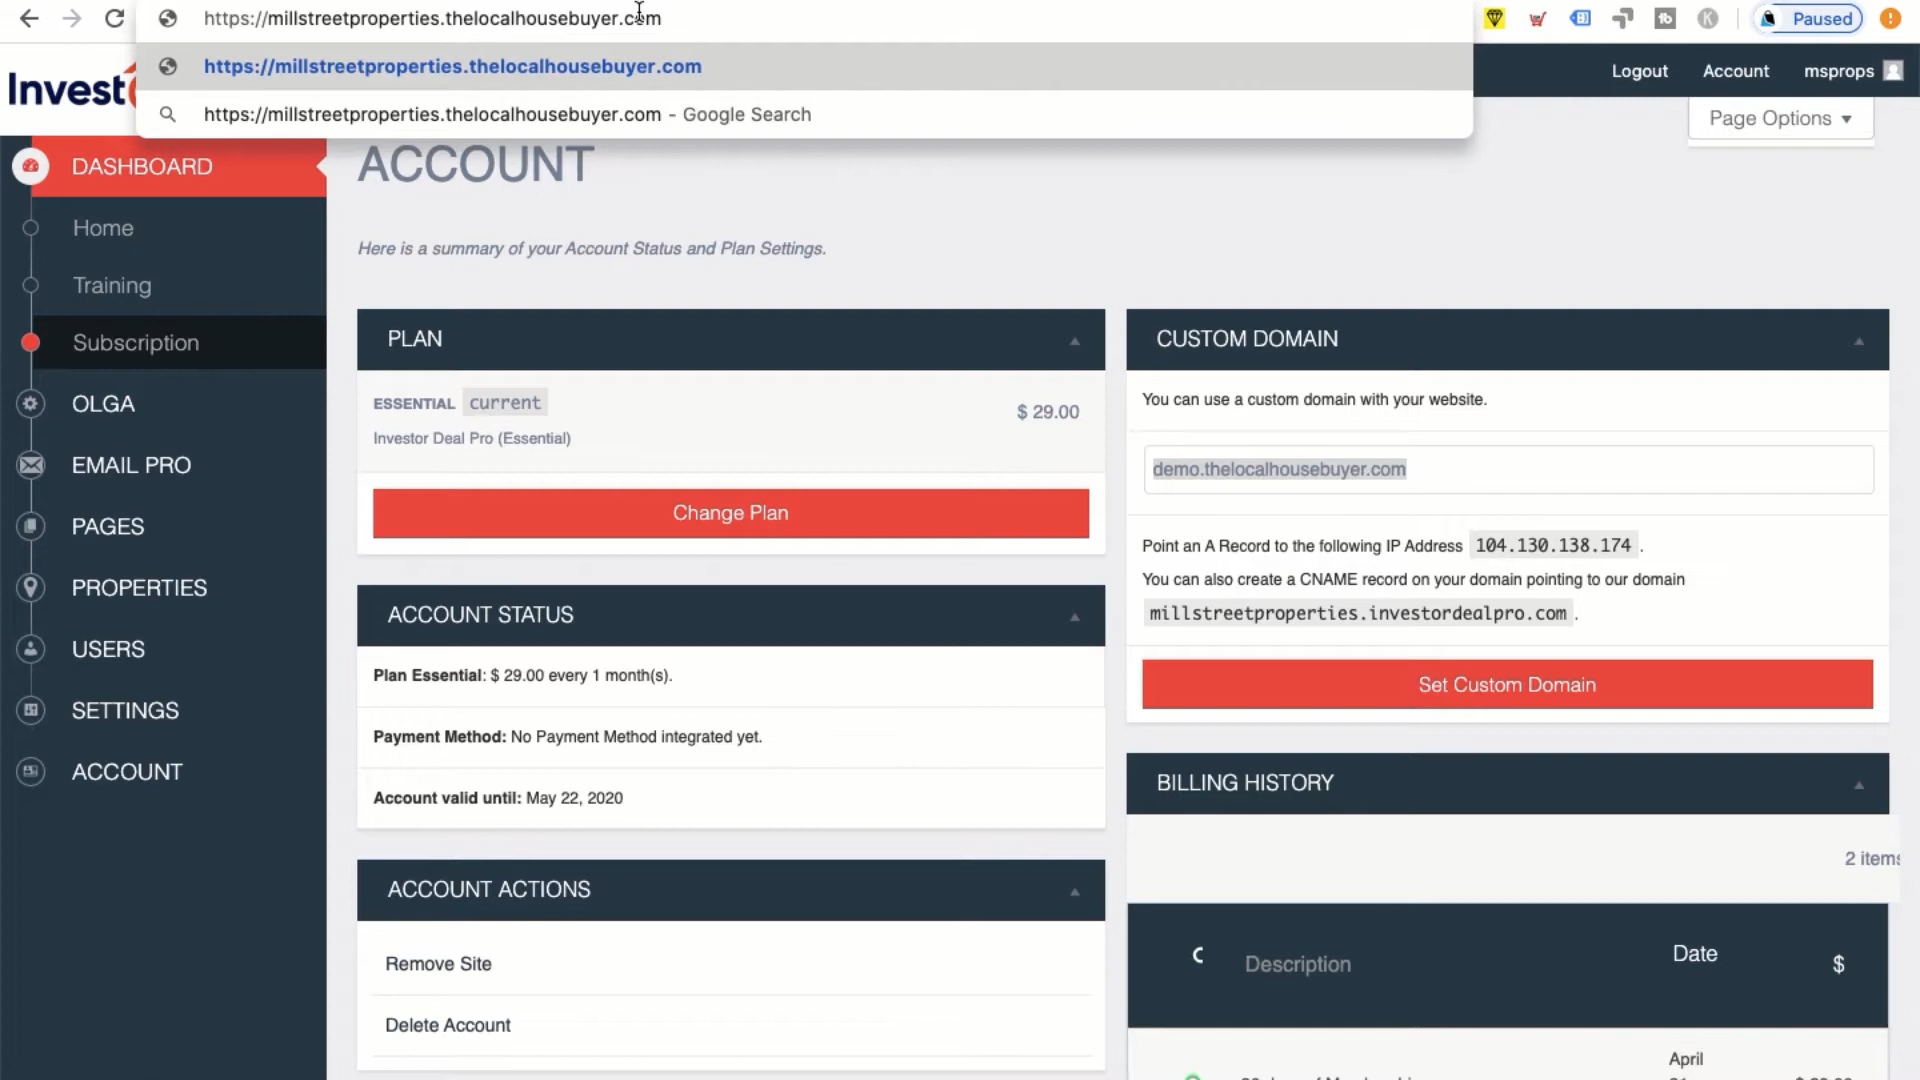 https://millstreetproperties.thelocalhousebuyer.com
Paused
https://millstreetproperties.thelocalhousebuyer.com
https://millstreetproperties.thelocalhousebuyer.com - Google Search
Invest
Logout
Account
msprops
Page Options
DASHBOARD
Home
Training
Subscription
OLGA
EMAIL PRO
PAGES
PROPERTIES
USERS
SETTINGS
ACCOUNT
ACCOUNT
Here is a summary of your Account Status and Plan Settings.
PLAN
ESSENTIAL current
$ 29.00
Investor Deal Pro (Essential)
Change Plan
ACCOUNT STATUS
Plan Essential: $ 29.00 every 1 month(s).
Payment Method: No Payment Method integrated yet.
Account valid until: May 22, 2020
ACCOUNT ACTIONS
Remove Site
Delete Account
CUSTOM DOMAIN
You can use a custom domain with your website.
demo.thelocalhousebuyer.com
Point an A Record to the following IP Address 104.130.138.174 .
You can also create a CNAME record on your domain pointing to our domain
millstreetproperties.investordealpro.com .
Set Custom Domain
BILLING HISTORY
2 items
Description
Date
$
April